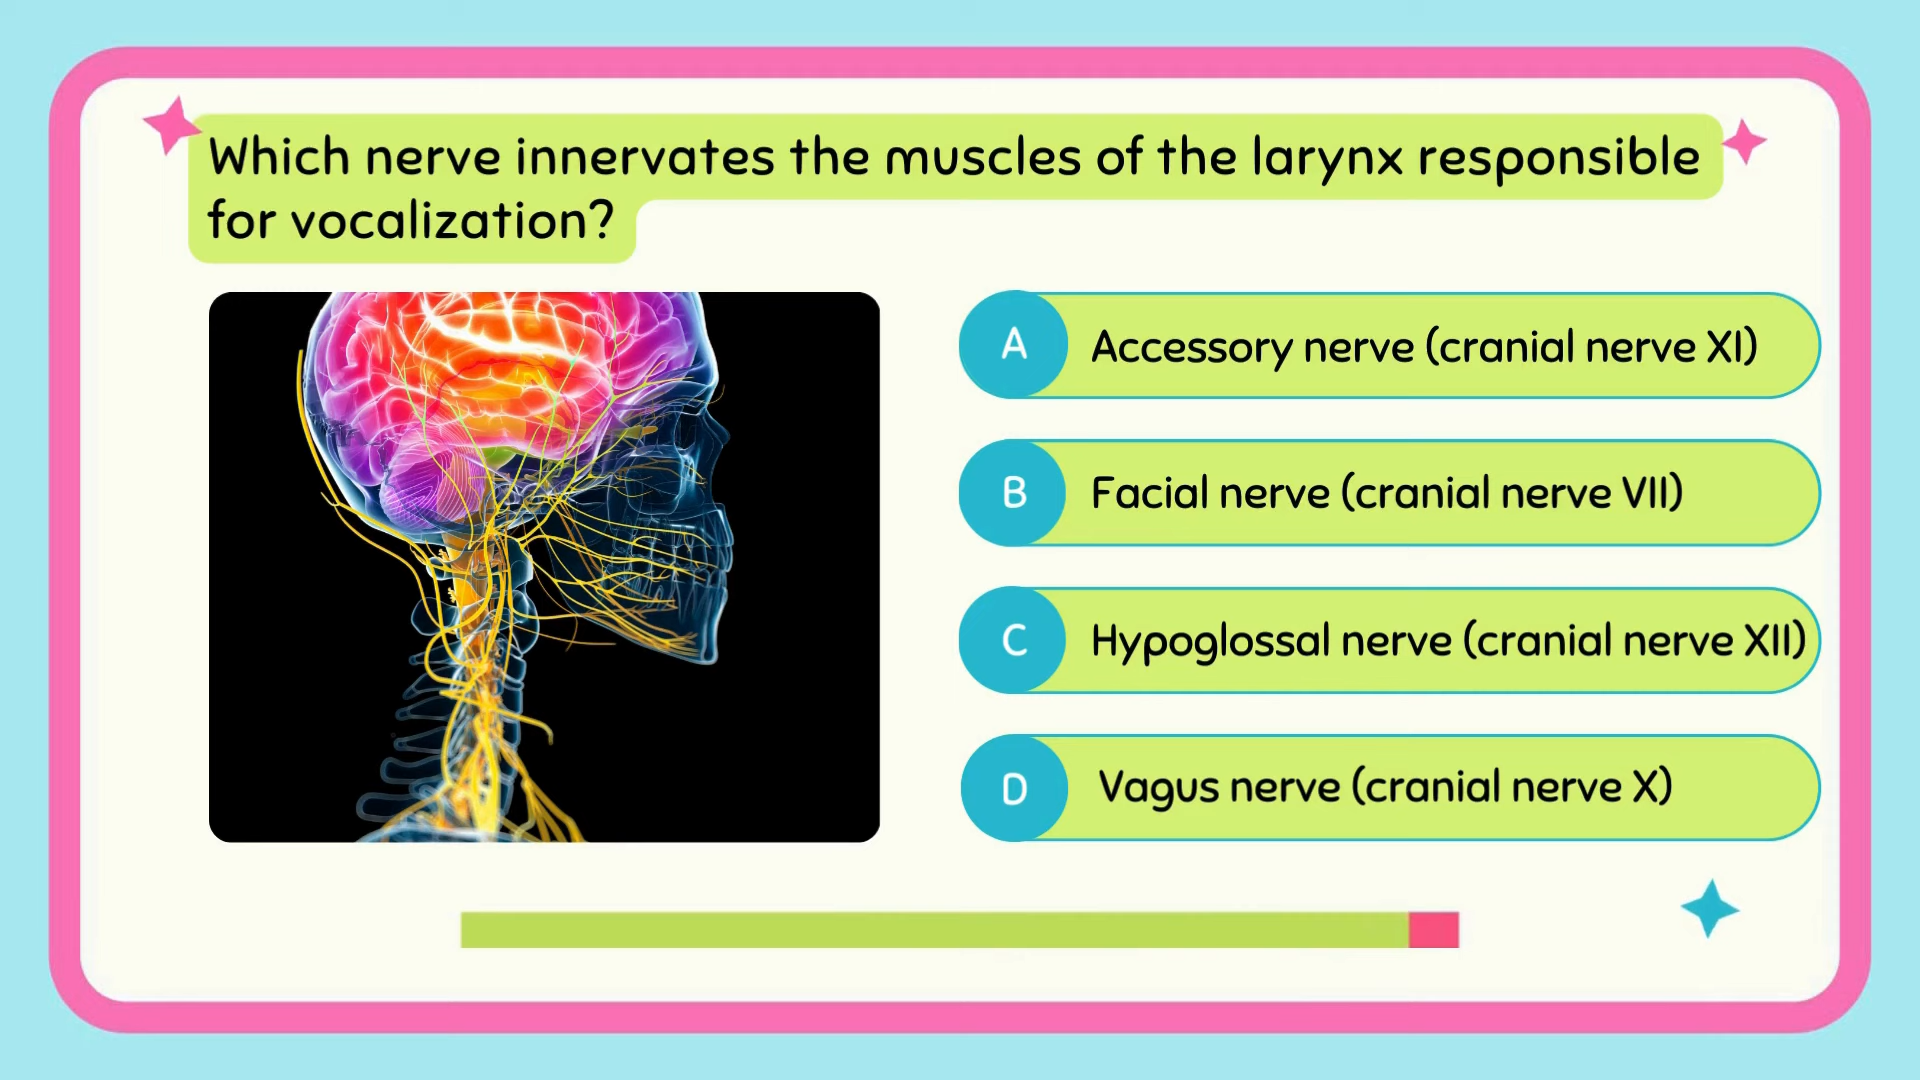 Which nerve innervates the muscles of the larynx responsible
for vocalization?
A Accessory nerve (cranial nerve XI)
B Facial nerve (cranial nerve VII)
C Hypoglossal nerve (cranial nerve XII)
D Vagus nerve (cranial nerve X)